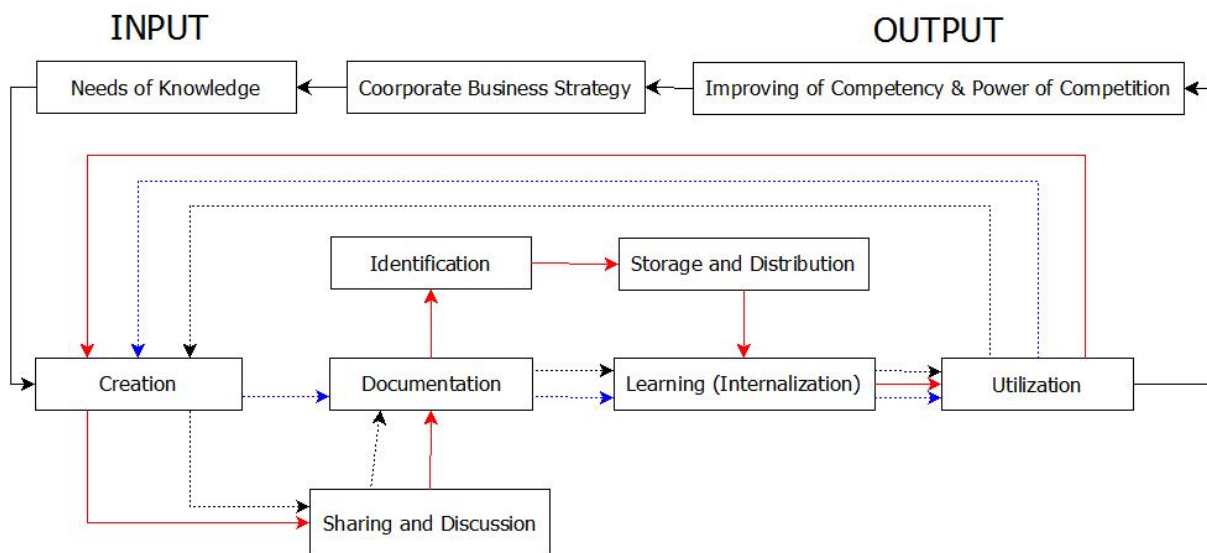 INPUT
OUTPUT
Needs of Knowledge
Coorporate Business Strategy
Improving of Competency & Power of Competition
Identification
Storage and Distribution
Creation
Documentation
Learning (Internalization)
Utilization
Sharing and Discussion